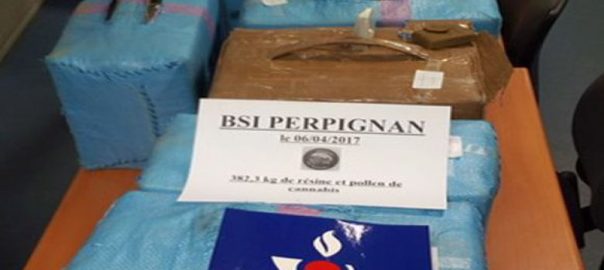 BSI PERPIGNAN
le 06/04/2017
382,3 kg de résine et pollen de
cannabis